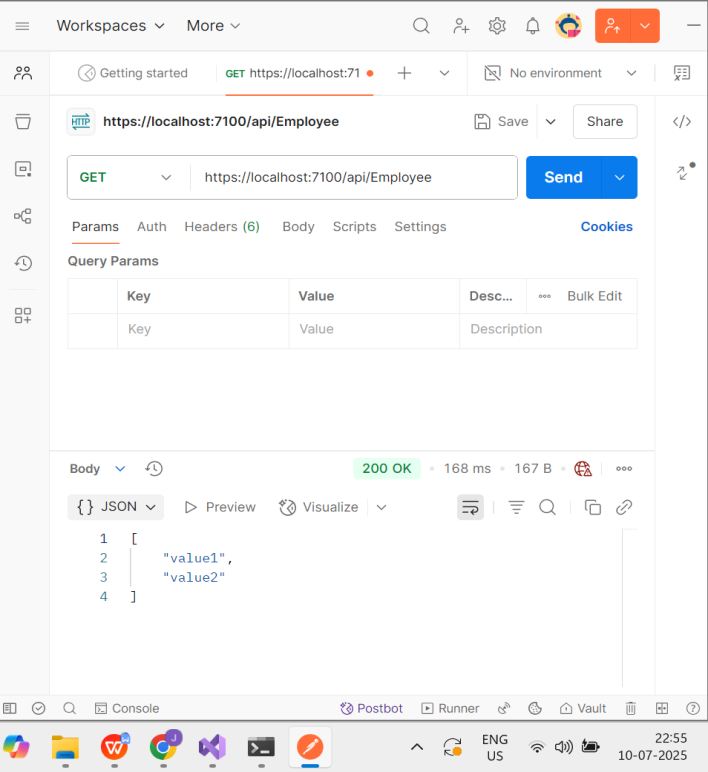 Workspaces More
Getting started GET https://localhost:71 No environment
HTTP https://localhost:7100/api/Employee Save Share
GET https://localhost:7100/api/Employee Send
Params Auth Headers (6) Body Scripts Settings Cookies
Query Params
Key Value Desc... Bulk Edit
Key Value Description
Body 200 OK 168 ms 167 B
{} JSON Preview Visualize
1 [
2 "value1",
3 "value2"
4 ]
Console Postbot Runner Vault
J
W
ENG
US
22:55
10-07-2025